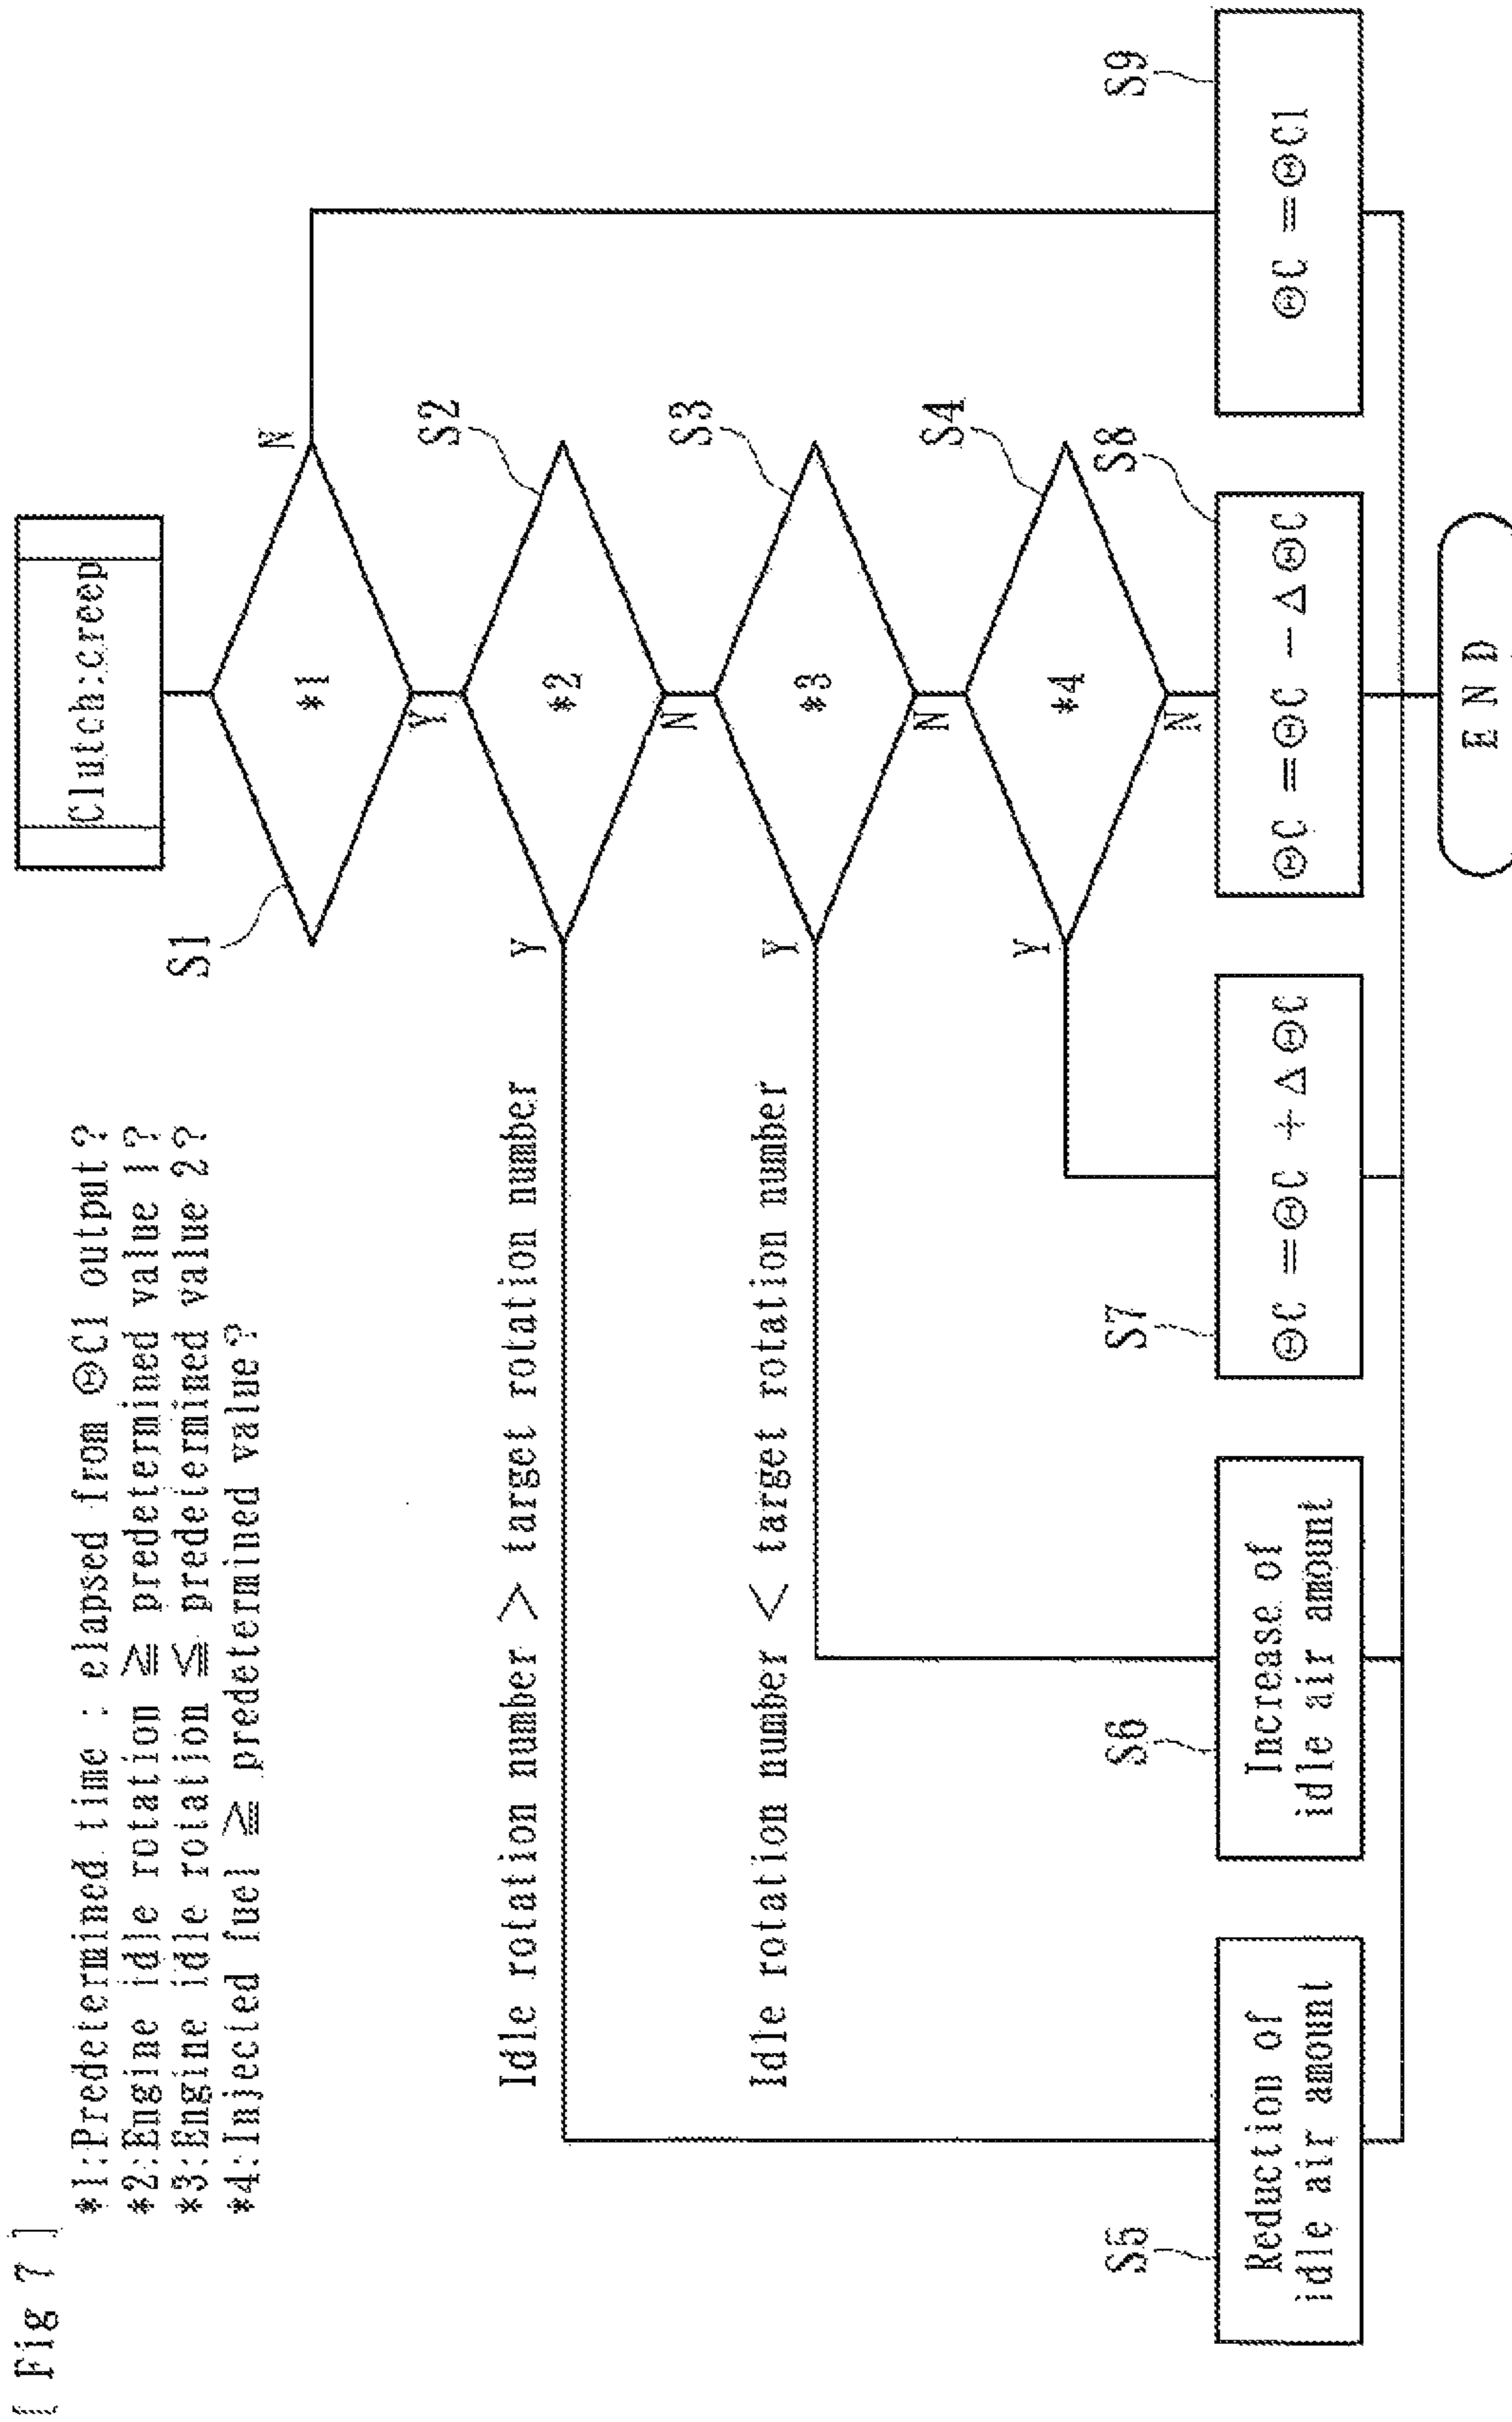 [ Fig 7 ]
*1:Predetermined time : elapsed from ΘC1 output?
*2:Engine idle rotation ≧ predetermined value 1?
*3:Engine idle rotation ≦ predetermined value 2?
*4:Injected fuel ≧ predetermined value?
Clutch:creep
S1
*1
N
Y
S2
*2
Y
N
Idle rotation number > target rotation number
S3
*3
Y
N
Idle rotation number < target rotation number
S4
*4
Y
N
S5
Reduction of
idle air amount
S6
Increase of
idle air amount
S7
ΘC =ΘC + ΔΘC
S8
ΘC =ΘC - ΔΘC
S9
ΘC =ΘC1
END